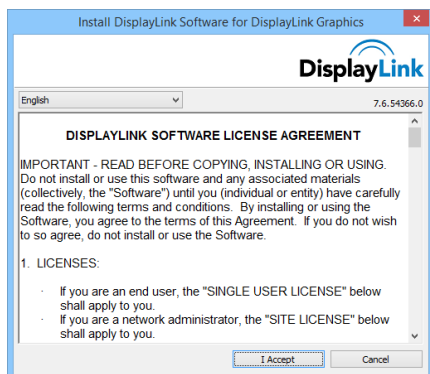 Install DisplayLink Software for DisplayLink Graphics
DisplayLink
English
7.6.54366.0
DISPLAYLINK SOFTWARE LICENSE AGREEMENT
IMPORTANT - READ BEFORE COPYING, INSTALLING OR USING.
Do not install or use this software and any associated materials
(collectively, the "Software") until you (individual or entity) have carefully
read the following terms and conditions. By installing or using the
Software, you agree to the terms of this Agreement. If you do not wish
to so agree, do not install or use the Software.
1. LICENSES:
· If you are an end user, the "SINGLE USER LICENSE" below
shall apply to you.
· If you are a network administrator, the "SITE LICENSE" below
shall apply to you.
I Accept
Cancel